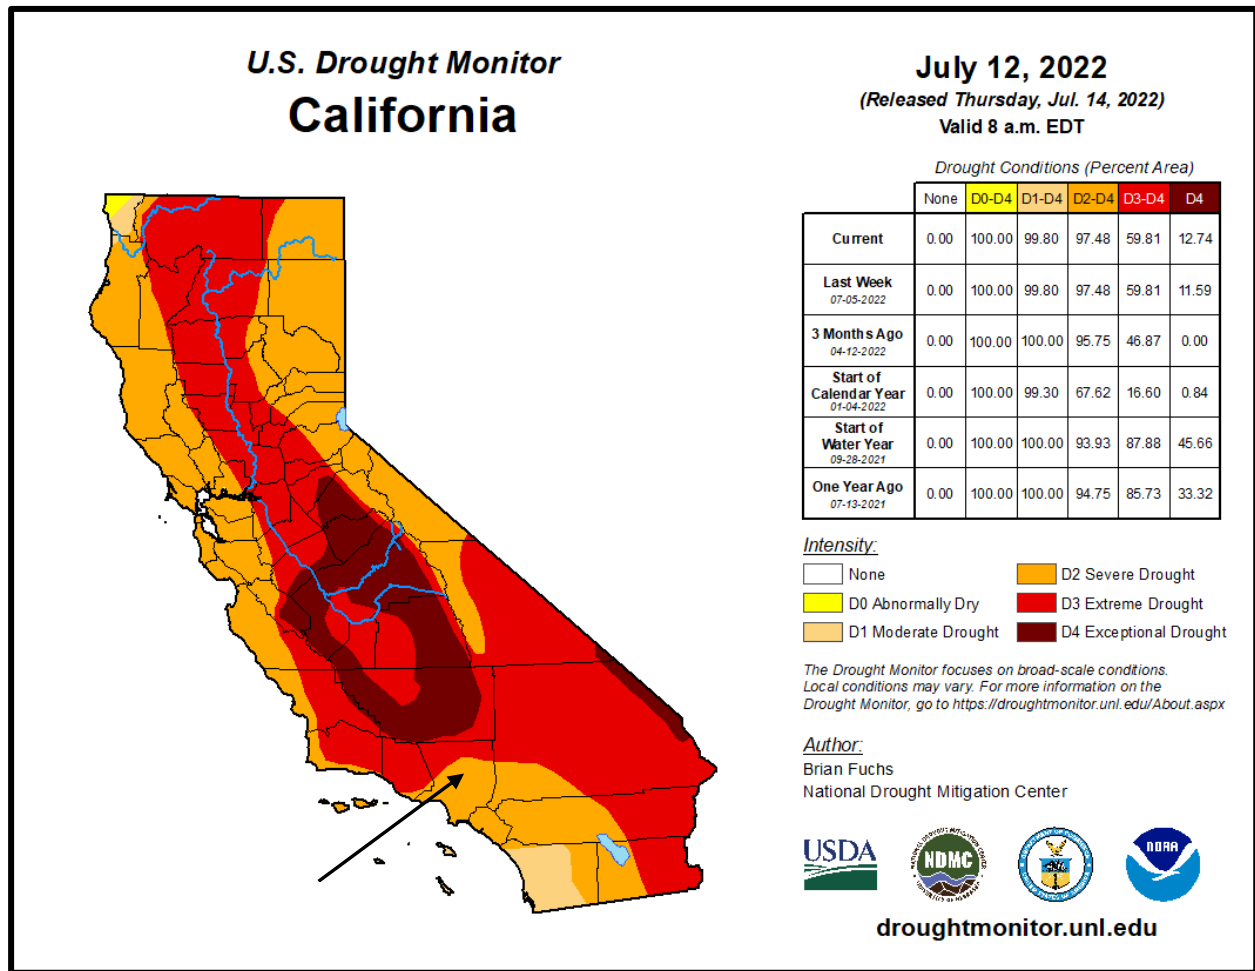 U.S. Drought Monitor
California
July 12, 2022
(Released Thursday, Jul. 14, 2022)
Valid 8 a.m. EDT
Drought Conditions (Percent Area)
None D0-D4 D1-D4 D2-D4 D3-D4 D4
Current 0.00 100.00 99.80 97.48 59.81 12.74
Last Week
07-05-2022
0.00 100.00 99.80 97.48 59.81 11.59
3 Months Ago
04-12-2022
0.00 100.00 100.00 95.75 46.87 0.00
Start of
Calendar Year
01-04-2022
0.00 100.00 99.30 67.62 16.60 0.84
Start of
Water Year
09-28-2021
0.00 100.00 100.00 93.93 87.88 45.66
One Year Ago
07-13-2021
0.00 100.00 100.00 94.75 85.73 33.32
Intensity:
None
D0 Abnormally Dry
D1 Moderate Drought
D2 Severe Drought
D3 Extreme Drought
D4 Exceptional Drought
The Drought Monitor focuses on broad-scale conditions.
Local conditions may vary. For more information on the
Drought Monitor, go to https://droughtmonitor.unl.edu/About.aspx
Author:
Brian Fuchs
National Drought Mitigation Center
USDA
NDMC
NOAA
droughtmonitor.unl.edu